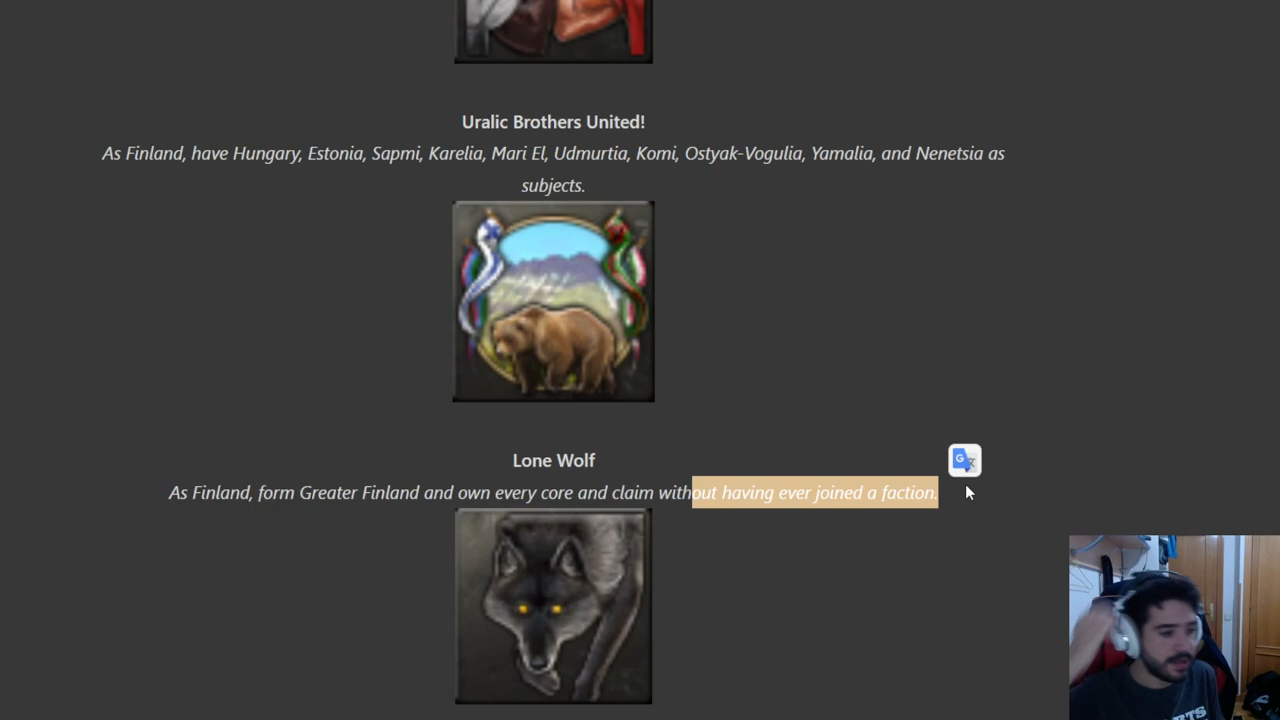 Uralic Brothers United!
As Finland, have Hungary, Estonia, Sapmi, Karelia, Mari El, Udmurtia, Komi, Ostyak-Vogulia, Yamalia, and Nenetsia as
subjects.
Lone Wolf
As Finland, form Greater Finland and own every core and claim without having ever joined a faction.